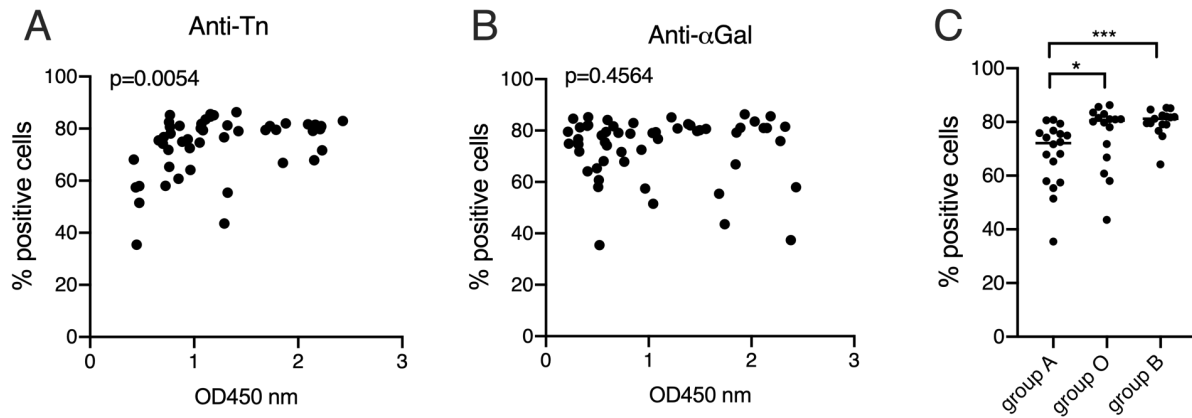 A
Anti-Tn
p=0.0054
% positive cells
100
80
60
40
20
0
0 1 2 3
OD450 nm
B
Anti-αGal
p=0.4564
% positive cells
100
80
60
40
20
0
0 1 2 3
OD450 nm
C
***
*
% positive cells
100
80
60
40
20
0
group A
group O
group B